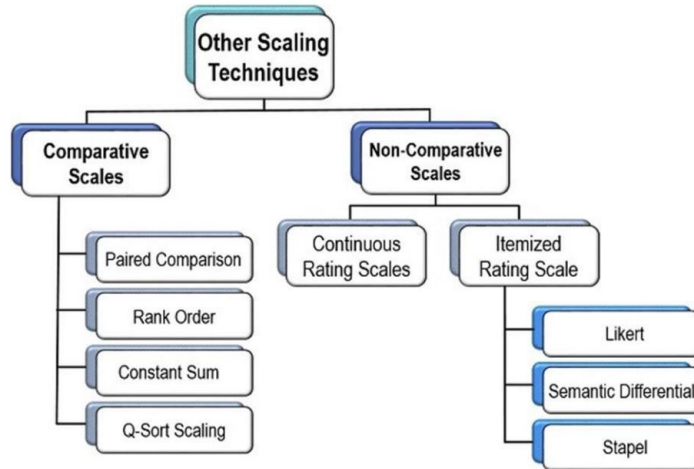 Other Scaling
Techniques
Comparative
Scales
Non-Comparative
Scales
Paired Comparison
Rank Order
Constant Sum
Q-Sort Scaling
Continuous
Rating Scales
Itemized
Rating Scale
Likert
Semantic Differential
Stapel